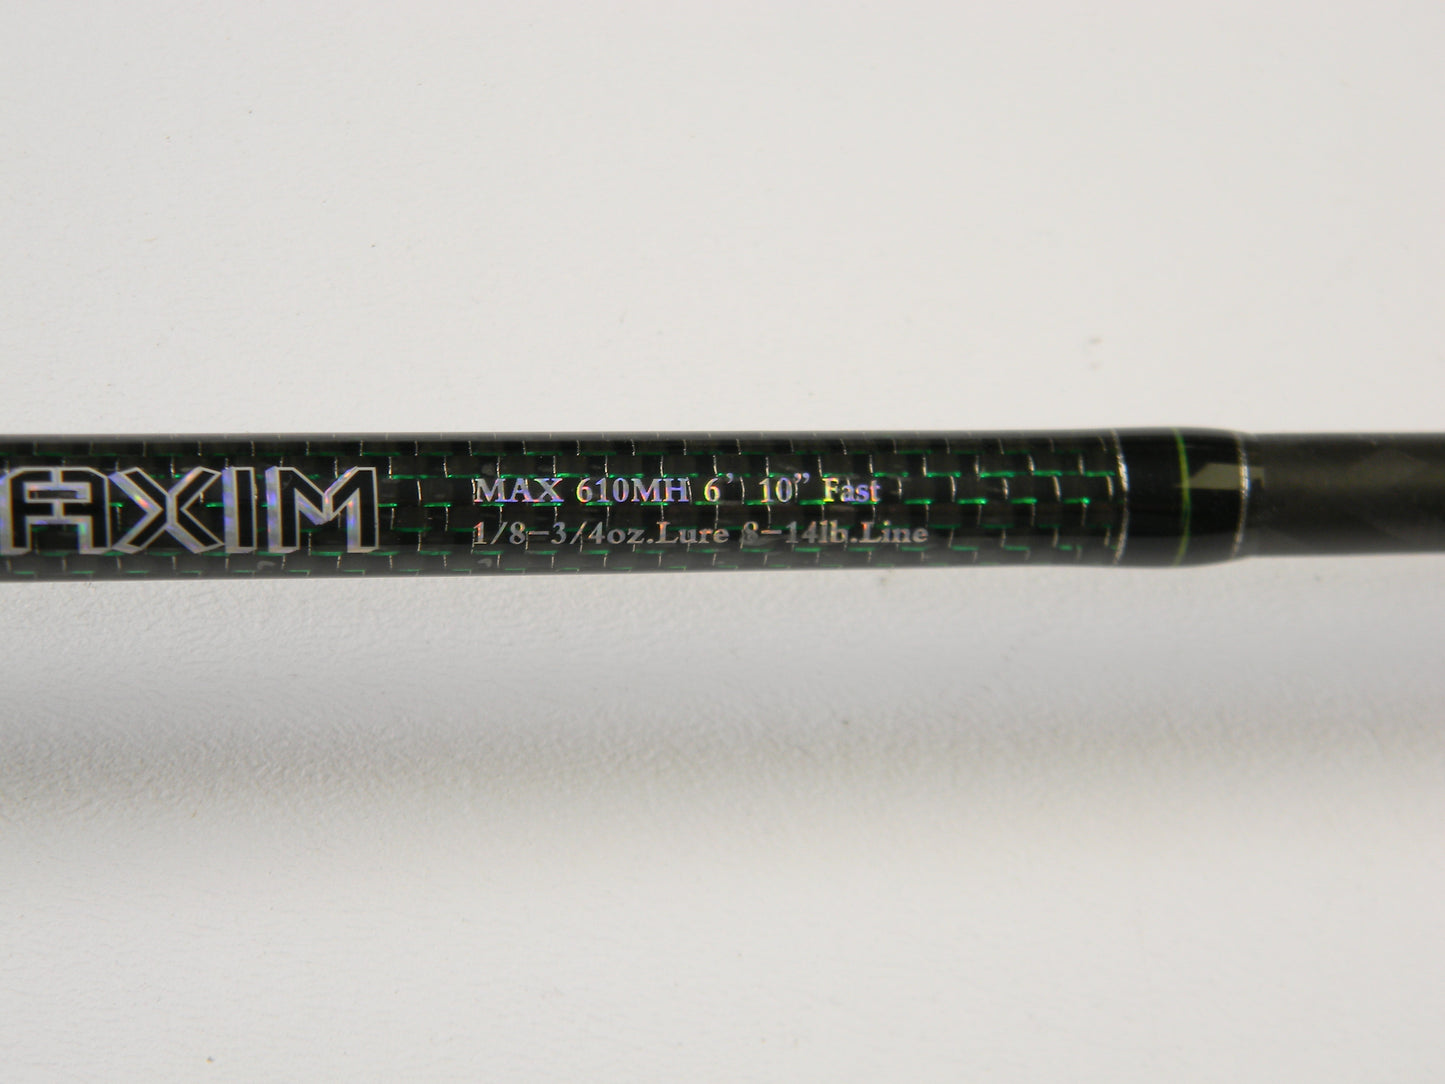 AXIM
MAX 610MH 6' 10” Fast
1/8-3/4oz.Lure 8-14lb.Line